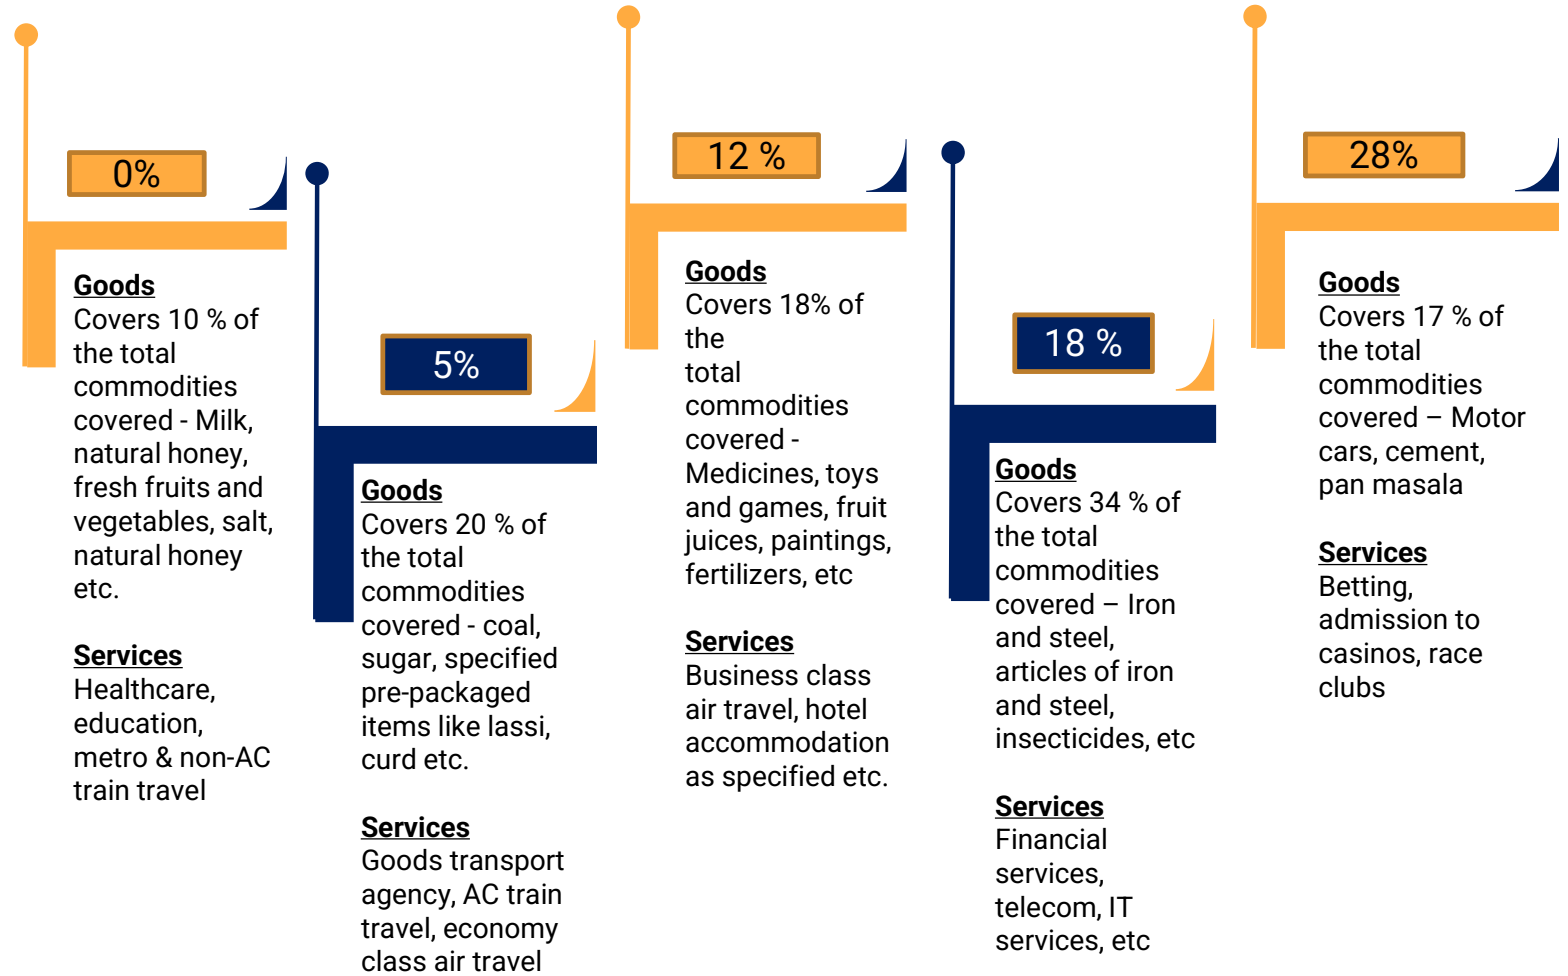 0%
Goods
Covers 10 % of
the total
commodities
covered - Milk,
natural honey,
fresh fruits and
vegetables, salt,
natural honey
etc.
Services
Healthcare,
education,
metro & non-AC
train travel
5%
Goods
Covers 20 % of
the total
commodities
covered - coal,
sugar, specified
pre-packaged
items like lassi,
curd etc.
Services
Goods transport
agency, AC train
travel, economy
class air travel
12 %
Goods
Covers 18% of
the
total
commodities
covered -
Medicines, toys
and games, fruit
juices, paintings,
fertilizers, etc
Services
Business class
air travel, hotel
accommodation
as specified etc.
18 %
Goods
Covers 34 % of
the total
commodities
covered – Iron
and steel,
articles of iron
and steel,
insecticides, etc
Services
Financial
services,
telecom, IT
services, etc
28%
Goods
Covers 17 % of
the total
commodities
covered – Motor
cars, cement,
pan masala
Services
Betting,
admission to
casinos, race
clubs